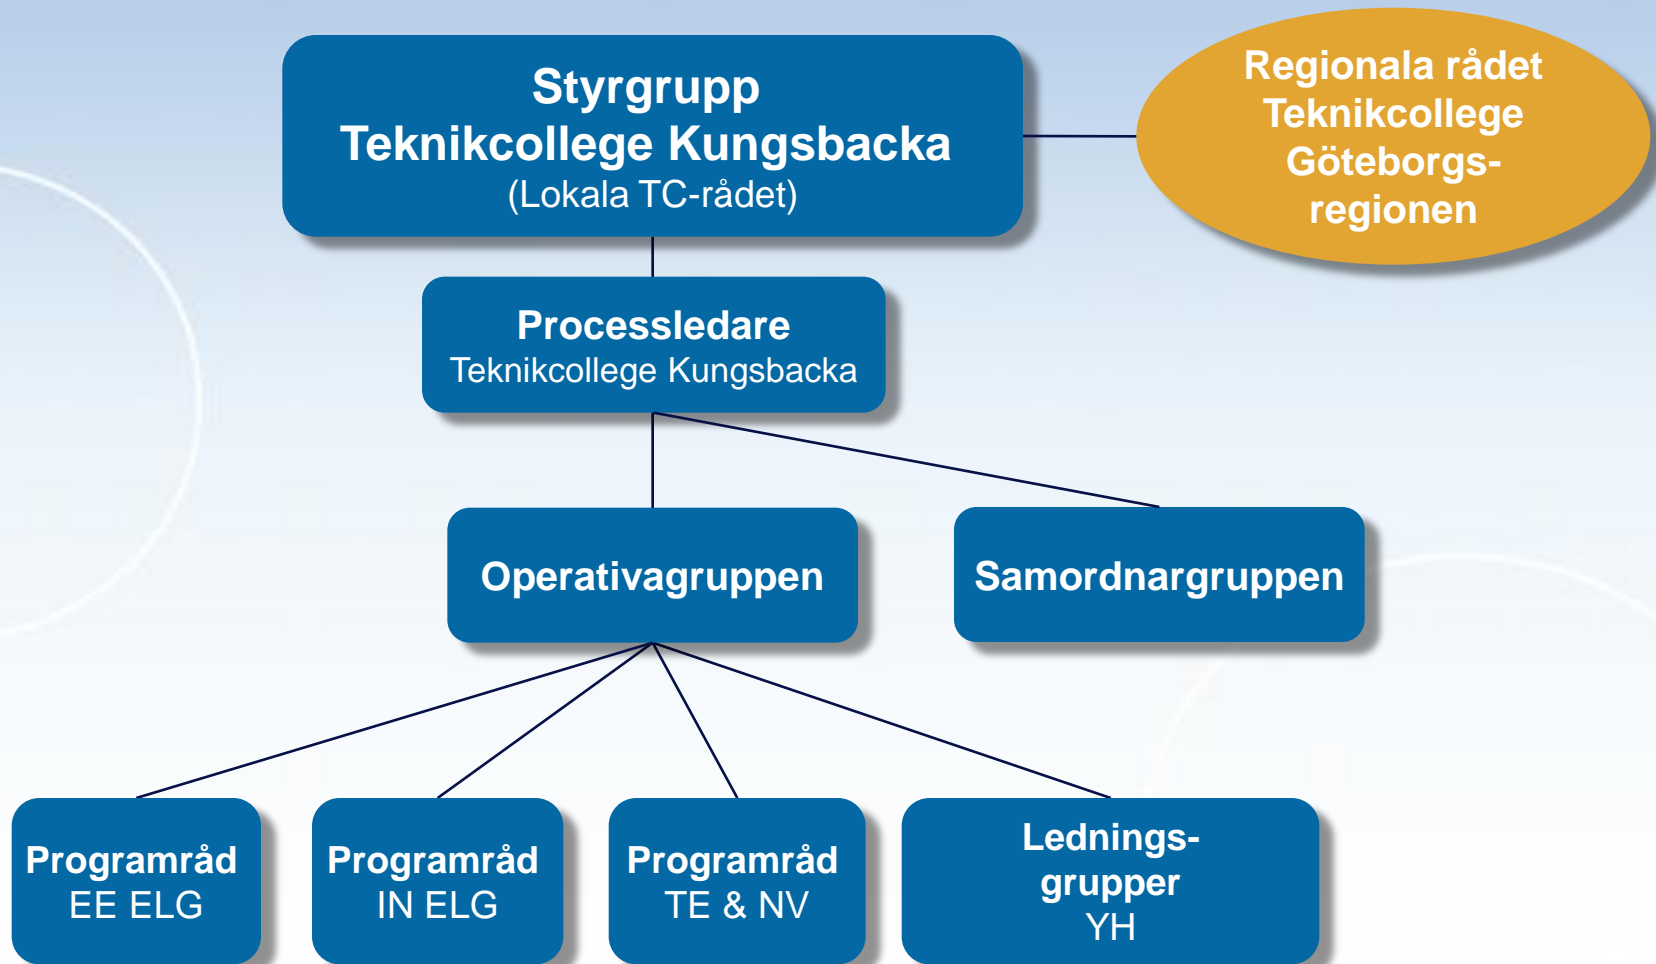 Styrgrupp
Teknikcollege Kungsbacka
(Lokala TC-rådet)
Regionala rådet
Teknikcollege
Göteborgs-
regionen
Processledare
Teknikcollege Kungsbacka
Operativagruppen
Samordnargruppen
Programråd
EE ELG
Programråd
IN ELG
Programråd
TE & NV
Lednings-
grupper
YH